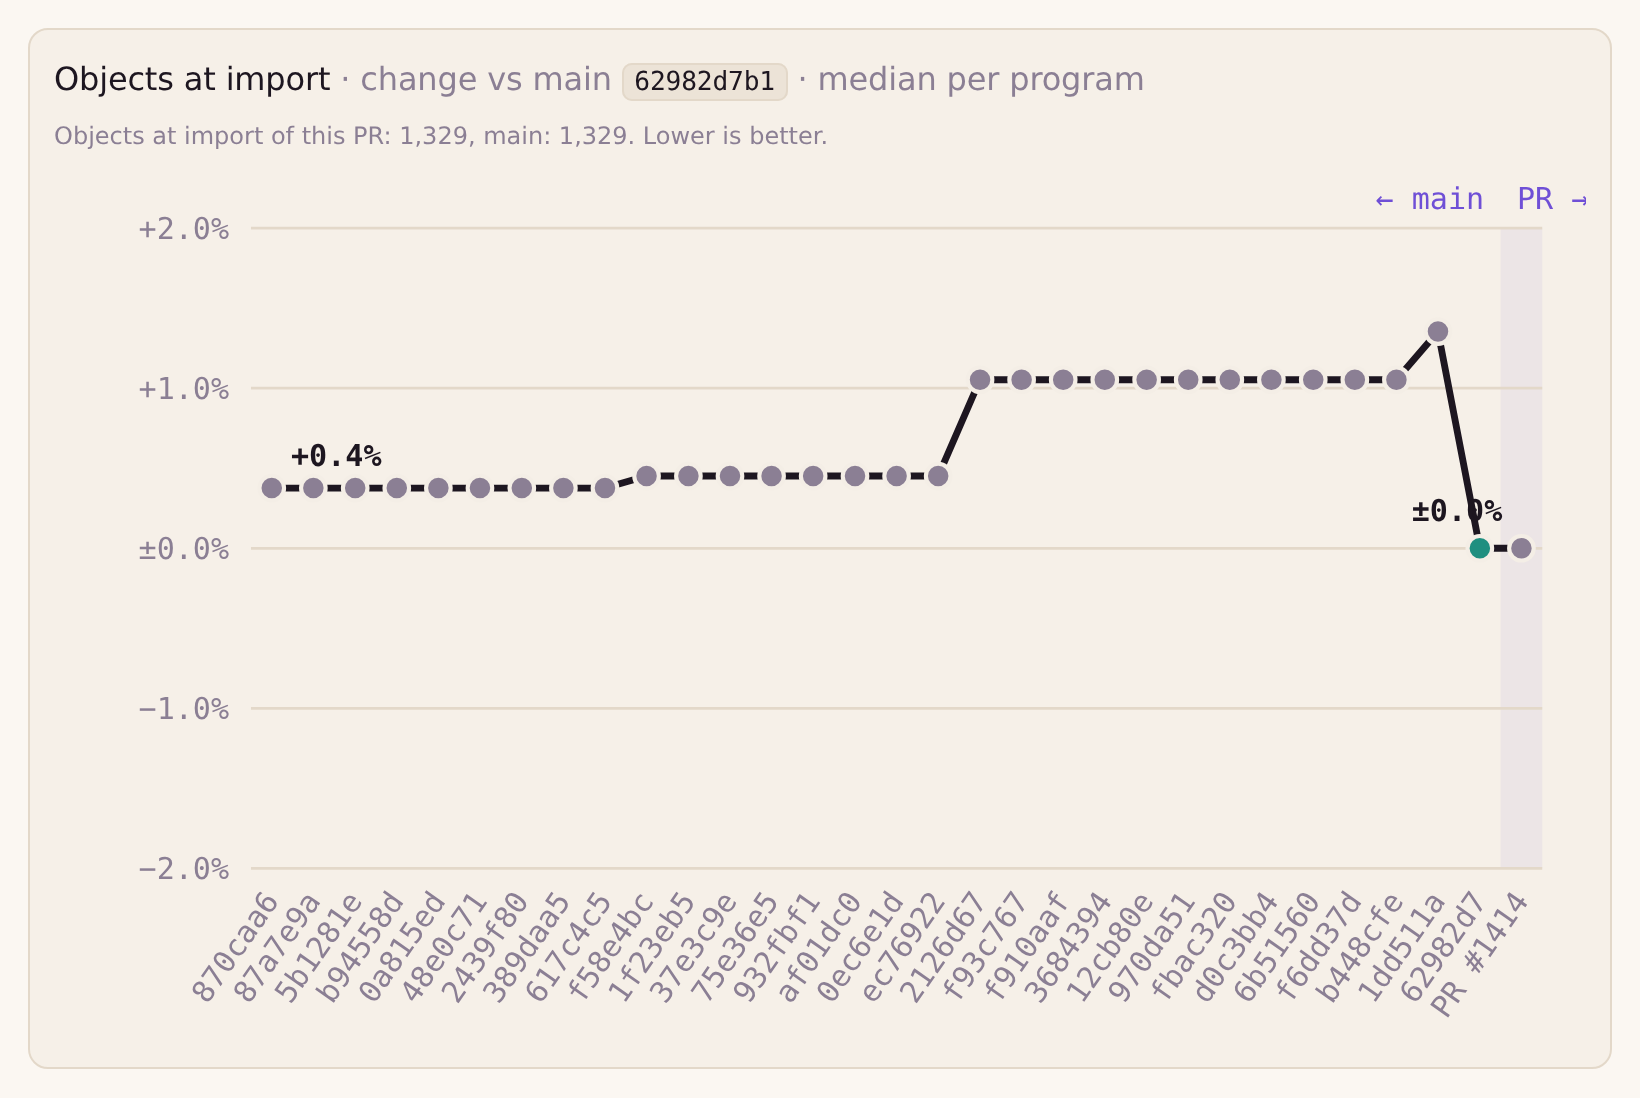 Objects at import · change vs main 62982d7b1 · median per program
Objects at import of this PR: 1,329, main: 1,329. Lower is better.
← main PR →
+2.0%
+1.0%
+0.4%
±0.0%
±0.0%
−1.0%
−2.0%
870caa6
87a7e9a
5b1281e
b94558d
0a815ed
48e0c71
2439f80
389daa5
617c4c5
f58e4bc
1f23eb5
37e3c9e
75e36e5
932fbf1
af01dc0
0ec6e1d
ec76922
2126d67
f93c767
f910aaf
3684394
12cb80e
970da51
fbac320
d0c3bb4
6b51560
f6dd37d
b448cfe
1dd511a
62982d7
PR #1414